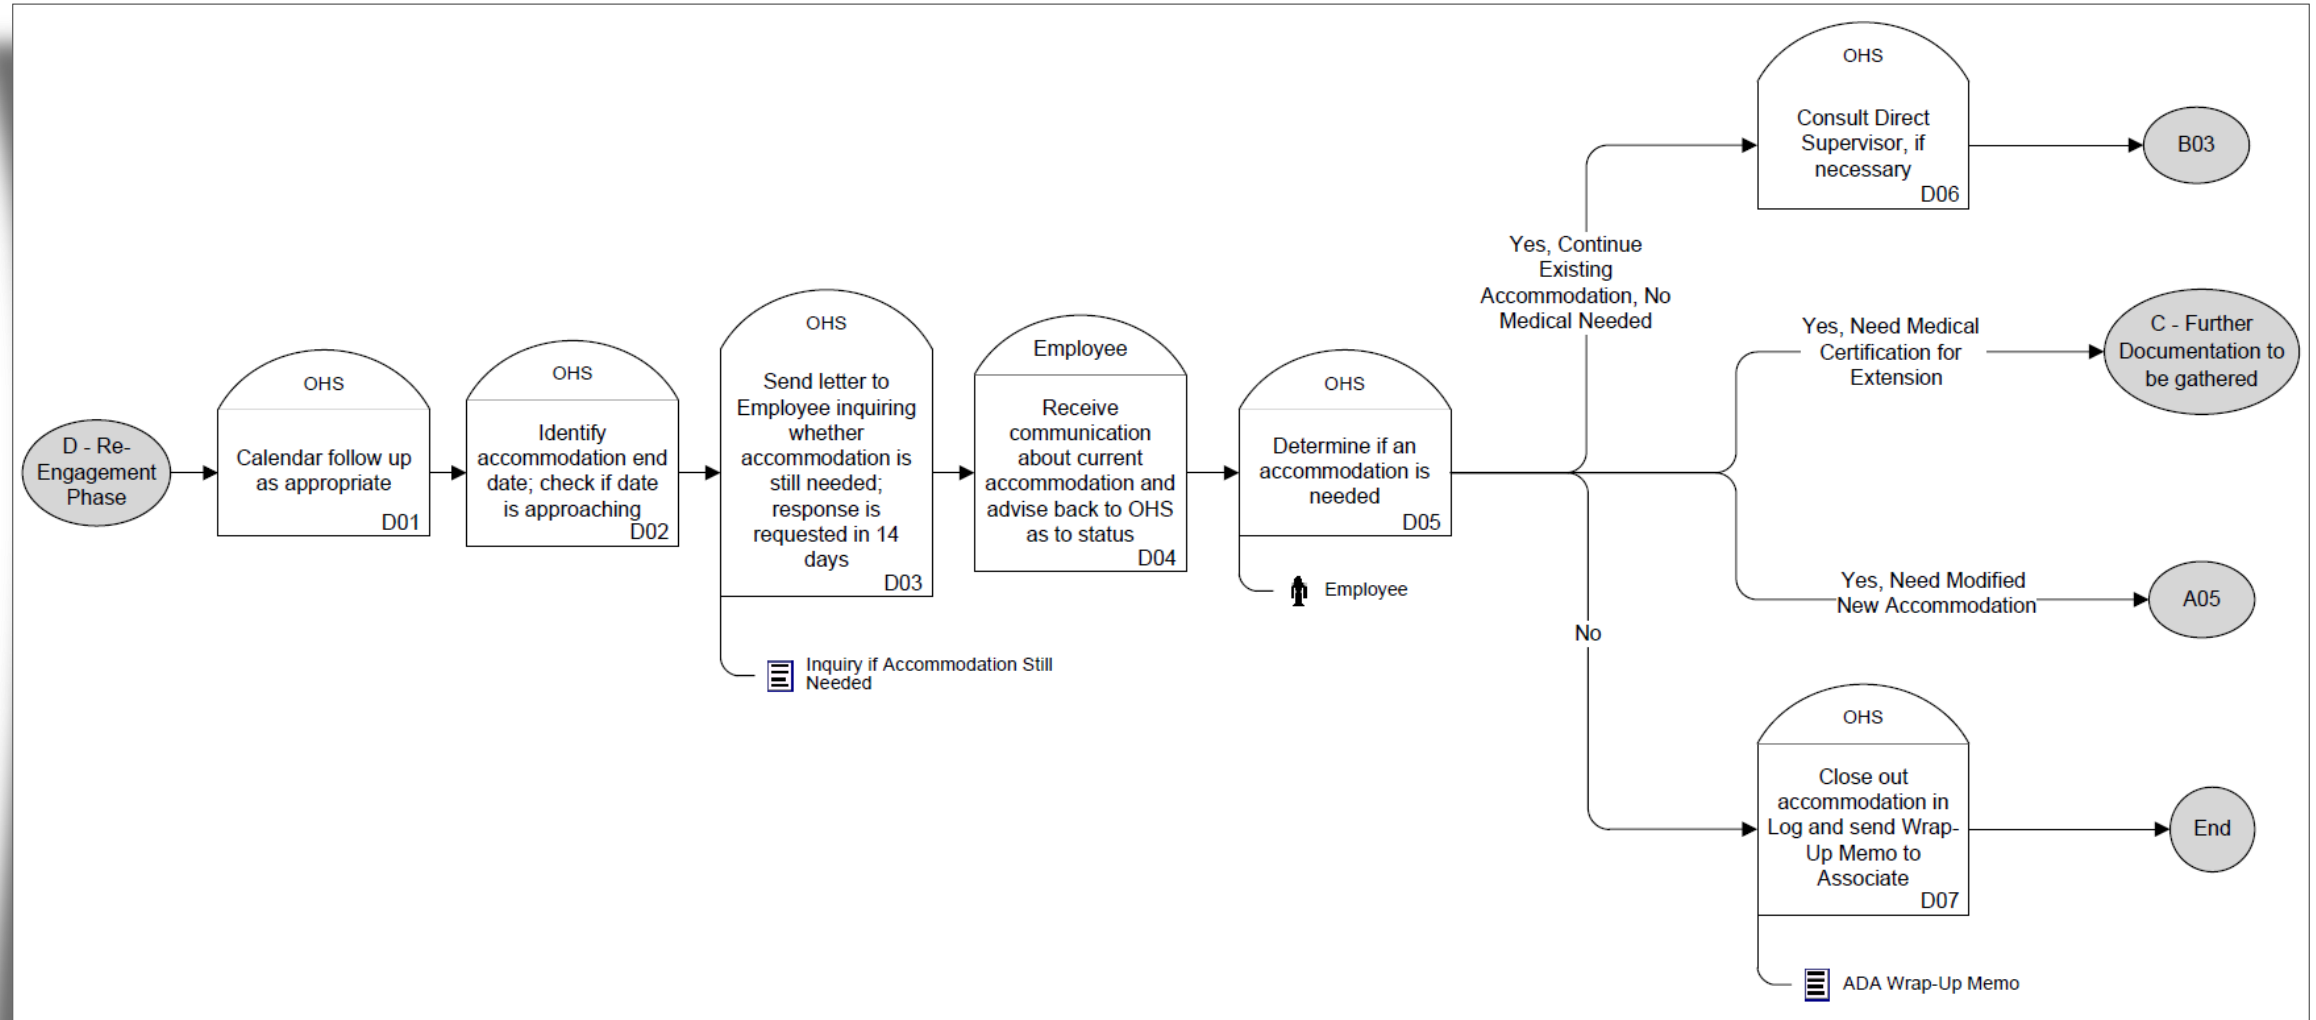 D - Re-
Engagement
Phase
OHS
Calendar follow up
as appropriate
D01
OHS
Identify
accommodation end
date; check if date
is approaching
D02
OHS
Send letter to
Employee inquiring
whether
accommodation is
still needed;
response is
requested in 14
days
D03
Inquiry if Accommodation Still
Needed
Employee
Receive
communication
about current
accommodation and
advise back to OHS
as to status
D04
OHS
Determine if an
accommodation is
needed
D05
Employee
Yes, Continue
Existing
Accommodation, No
Medical Needed
OHS
Consult Direct
Supervisor, if
necessary
D06
B03
Yes, Need Medical
Certification for
Extension
C - Further
Documentation to
be gathered
Yes, Need Modified
New Accommodation
A05
No
OHS
Close out
accommodation in
Log and send Wrap-
Up Memo to
Associate
D07
End
ADA Wrap-Up Memo